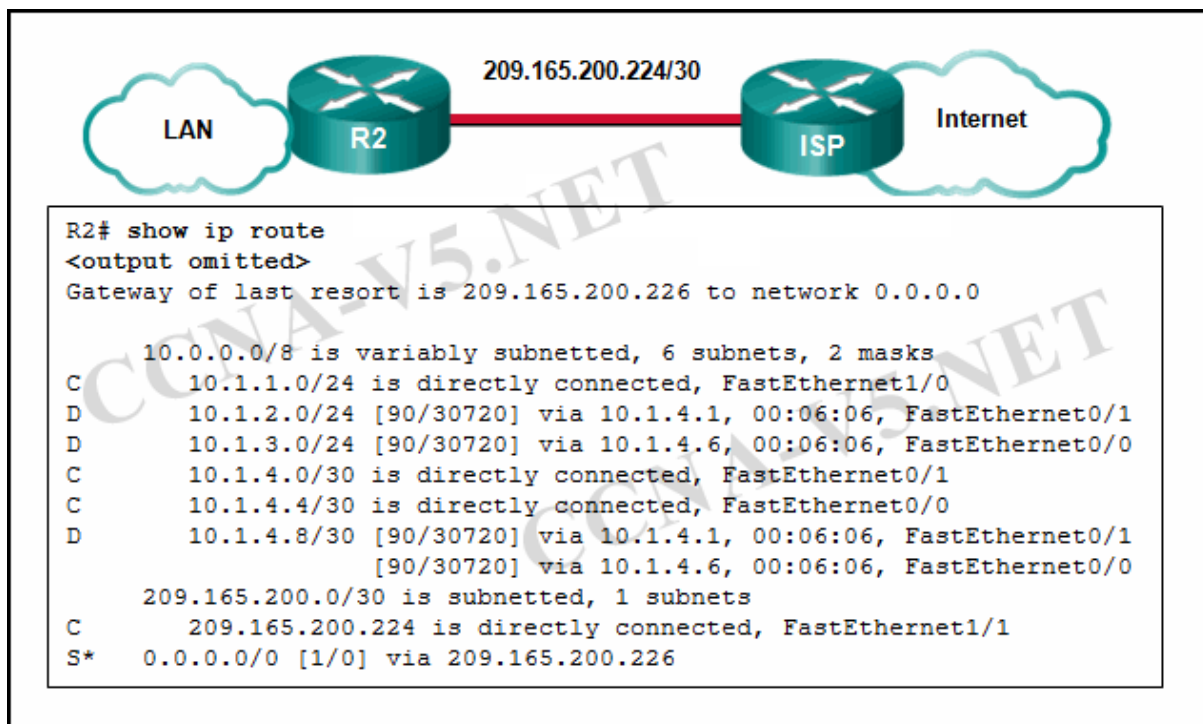 209.165.200.224/30
LAN
R2
ISP
Internet
R2# show ip route
<output omitted>
Gateway of last resort is 209.165.200.226 to network 0.0.0.0
10.0.0.0/8 is variably subnetted, 6 subnets, 2 masks
C 10.1.1.0/24 is directly connected, FastEthernet1/0
D 10.1.2.0/24 [90/30720] via 10.1.4.1, 00:06:06, FastEthernet0/1
D 10.1.3.0/24 [90/30720] via 10.1.4.6, 00:06:06, FastEthernet0/0
C 10.1.4.0/30 is directly connected, FastEthernet0/1
C 10.1.4.4/30 is directly connected, FastEthernet0/0
D 10.1.4.8/30 [90/30720] via 10.1.4.1, 00:06:06, FastEthernet0/1
[90/30720] via 10.1.4.6, 00:06:06, FastEthernet0/0
209.165.200.0/30 is subnetted, 1 subnets
C 209.165.200.224 is directly connected, FastEthernet1/1
S* 0.0.0.0/0 [1/0] via 209.165.200.226
CCNA-V5.NET
CCNA-V5.NET